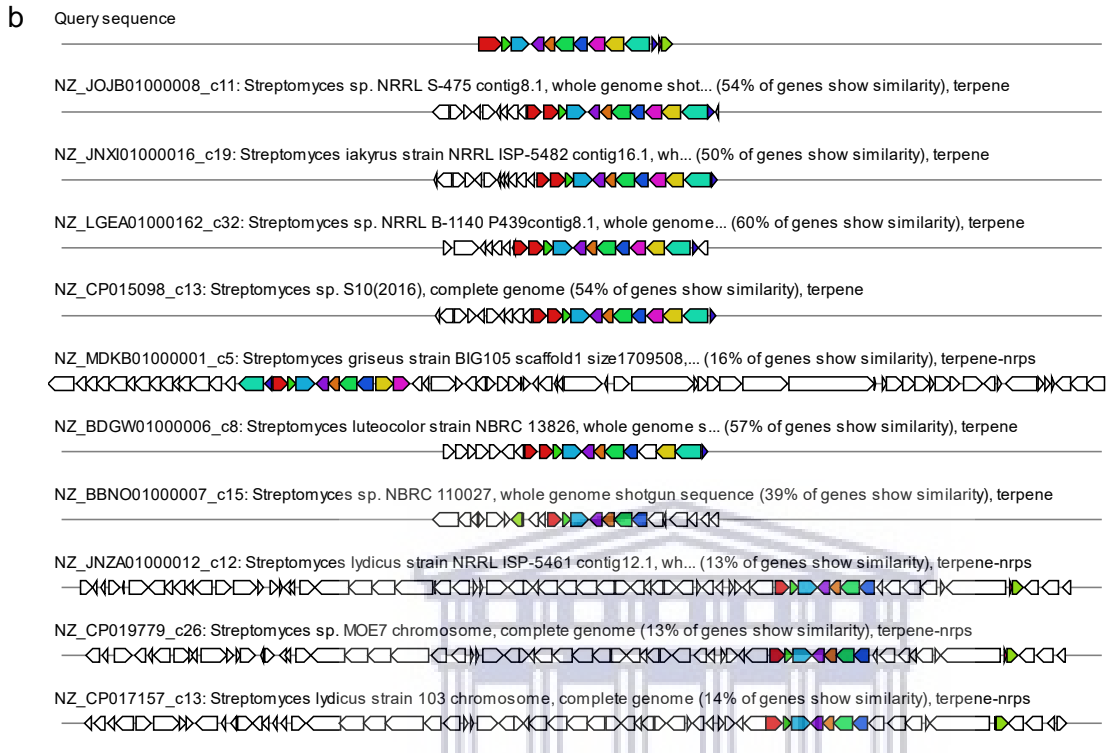 b
Query sequence
NZ_JOJB01000008_c11: Streptomyces sp. NRRL S-475 contig8.1, whole genome shot... (54% of genes show similarity), terpene
NZ_JNXI01000016_c19: Streptomyces iakyrus strain NRRL ISP-5482 contig16.1, wh... (50% of genes show similarity), terpene
NZ_LGEA01000162_c32: Streptomyces sp. NRRL B-1140 P439contig8.1, whole genome... (60% of genes show similarity), terpene
NZ_CP015098_c13: Streptomyces sp. S10(2016), complete genome (54% of genes show similarity), terpene
NZ_MDKB01000001_c5: Streptomyces griseus strain BIG105 scaffold1 size1709508,... (16% of genes show similarity), terpene-nrps
NZ_BDGW01000006_c8: Streptomyces luteocolor strain NBRC 13826, whole genome s... (57% of genes show similarity), terpene
NZ_BBNO01000007_c15: Streptomyces sp. NBRC 110027, whole genome shotgun sequence (39% of genes show similarity), terpene
NZ_JNZA01000012_c12: Streptomyces lydicus strain NRRL ISP-5461 contig12.1, wh... (13% of genes show similarity), terpene-nrps
NZ_CP019779_c26: Streptomyces sp. MOE7 chromosome, complete genome (13% of genes show similarity), terpene-nrps
NZ_CP017157_c13: Streptomyces lydicus strain 103 chromosome, complete genome (14% of genes show similarity), terpene-nrps